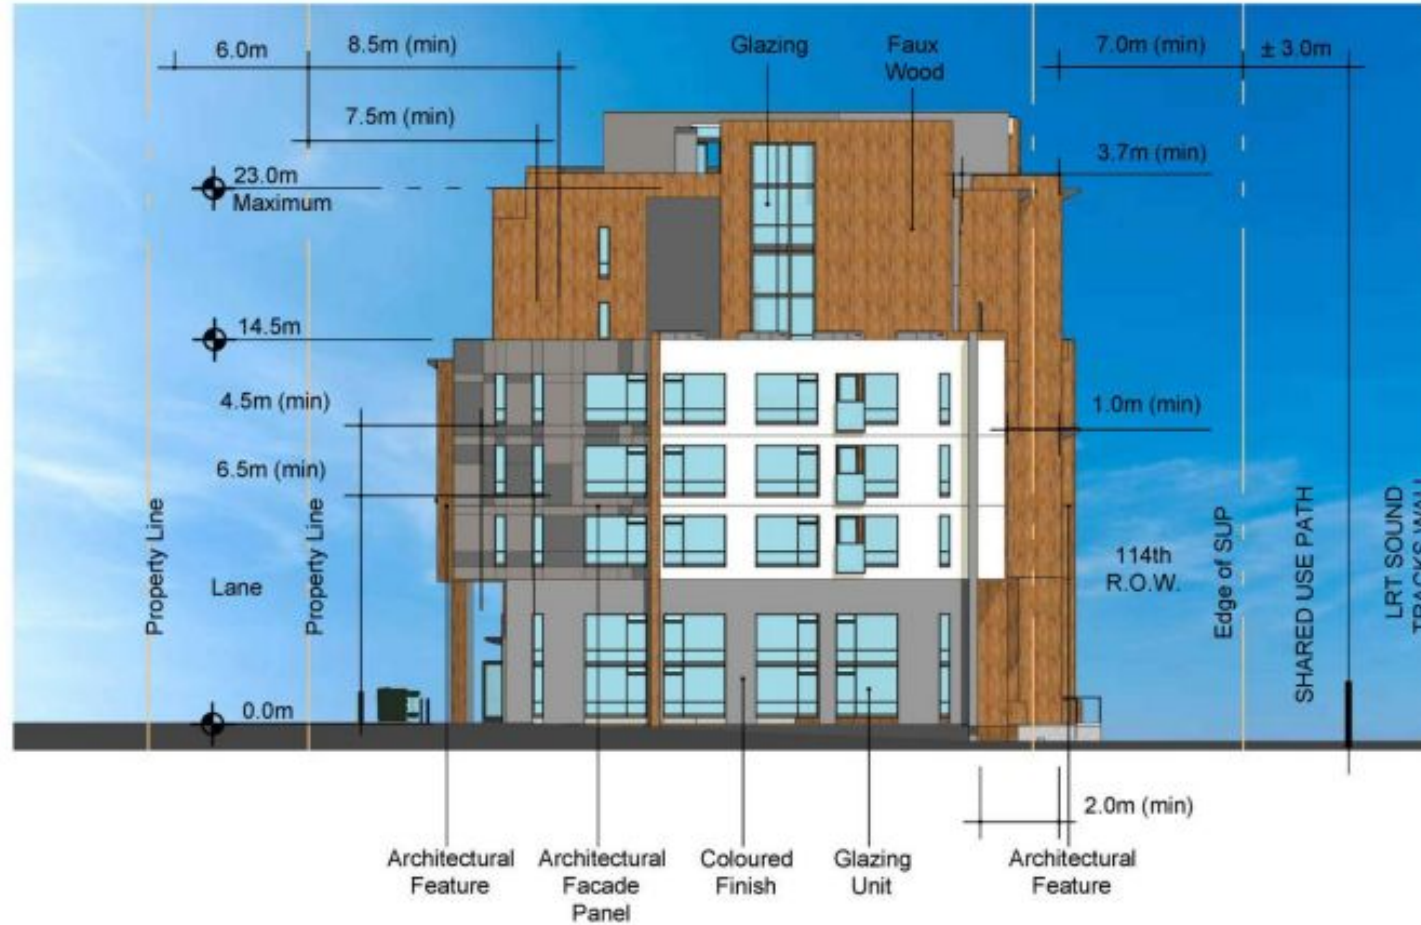 6.0m
8.5m (min)
Glazing
Faux
Wood
7.0m (min)
± 3.0m
7.5m (min)
3.7m (min)
23.0m
Maximum
14.5m
4.5m (min)
1.0m (min)
6.5m (min)
Property Line
Lane
Property Line
114th
R.O.W.
Edge of SUP
SHARED USE PATH
LRT SOUND
0.0m
2.0m (min)
Architectural
Feature
Architectural
Facade
Panel
Coloured
Finish
Glazing
Unit
Architectural
Feature